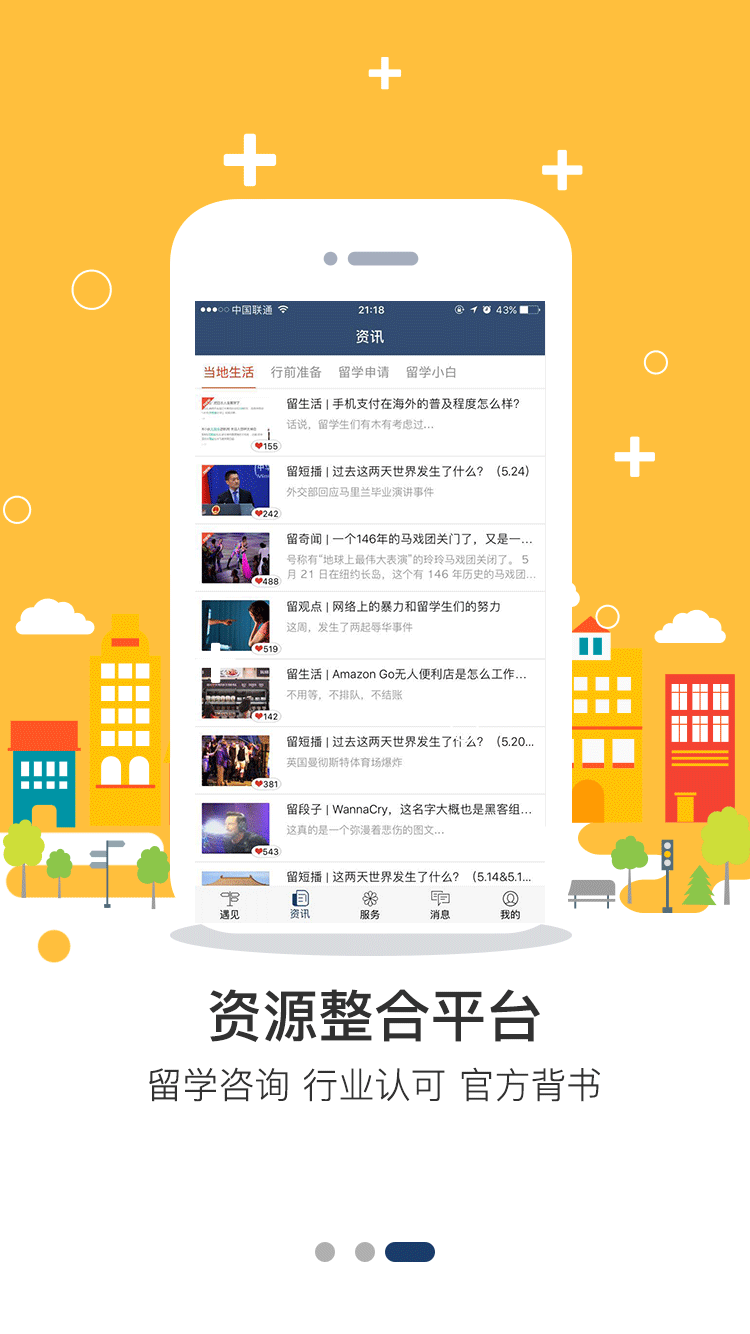 中国联通 21:18 43%
资讯
当地生活 行前准备 留学申请 留学小白
留生活 | 手机支付在海外的普及程度怎么样？
话说，留学生们有木有考虑过...
155
留短播 | 过去这两天世界发生了什么？（5.24）
外交部回应马里兰毕业演讲事件
242
留奇闻 | 一个146年的马戏团关门了，又是一...
号称有“地球上最伟大表演”的玲玲马戏团关闭了。 5
月 21 日在纽约长岛，这个有 146 年历史的马戏团...
488
留观点 | 网络上的暴力和留学生们的努力
这周，发生了两起辱华事件
519
留生活 | Amazon Go无人便利店是怎么工作...
不用等，不排队，不结账
142
留短播 | 过去这两天世界发生了什么？（5.20...
英国曼彻斯特体育场爆炸
381
留段子 | WannaCry，这名字大概也是黑客组...
这真的是一个弥漫着悲伤的图文...
543
留短播 | 这两天世界发生了什么？（5.14&5.1...
遇见 资讯 服务 消息 我的
资源整合平台
留学咨询 行业认可 官方背书